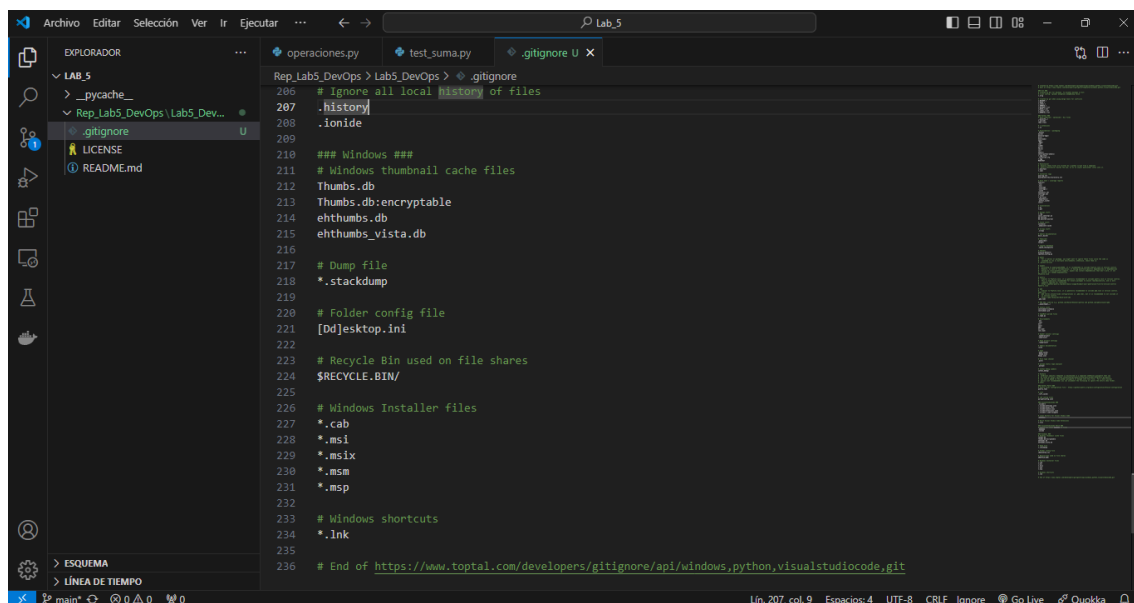 Archivo Editar Selección Ver Ir Ejecutar ... Lab_5
EXPLORADOR ...
LAB_5
__pycache__
Rep_Lab5_DevOps \ Lab5_Dev...
.gitignore U
LICENSE
README.md
ESQUEMA
LÍNEA DE TIEMPO
operaciones.py test_suma.py .gitignore U
Rep_Lab5_DevOps > Lab5_DevOps > .gitignore
206 # Ignore all local history of files
207 .history
208 .ionide
209
210 ### Windows ###
211 # Windows thumbnail cache files
212 Thumbs.db
213 Thumbs.db:encryptable
214 ehthumbs.db
215 ehthumbs_vista.db
216
217 # Dump file
218 *.stackdump
219
220 # Folder config file
221 [Dd]esktop.ini
222
223 # Recycle Bin used on file shares
224 $RECYCLE.BIN/
225
226 # Windows Installer files
227 *.cab
228 *.msi
229 *.msix
230 *.msm
231 *.msp
232
233 # Windows shortcuts
234 *.lnk
235
236 # End of https://www.toptal.com/developers/gitignore/api/windows,python,visualstudiocode,git
1
main* 0 0 0 Lín. 207, col. 9 Espacios: 4 UTF-8 CRLF Ignore Go Live Quokka